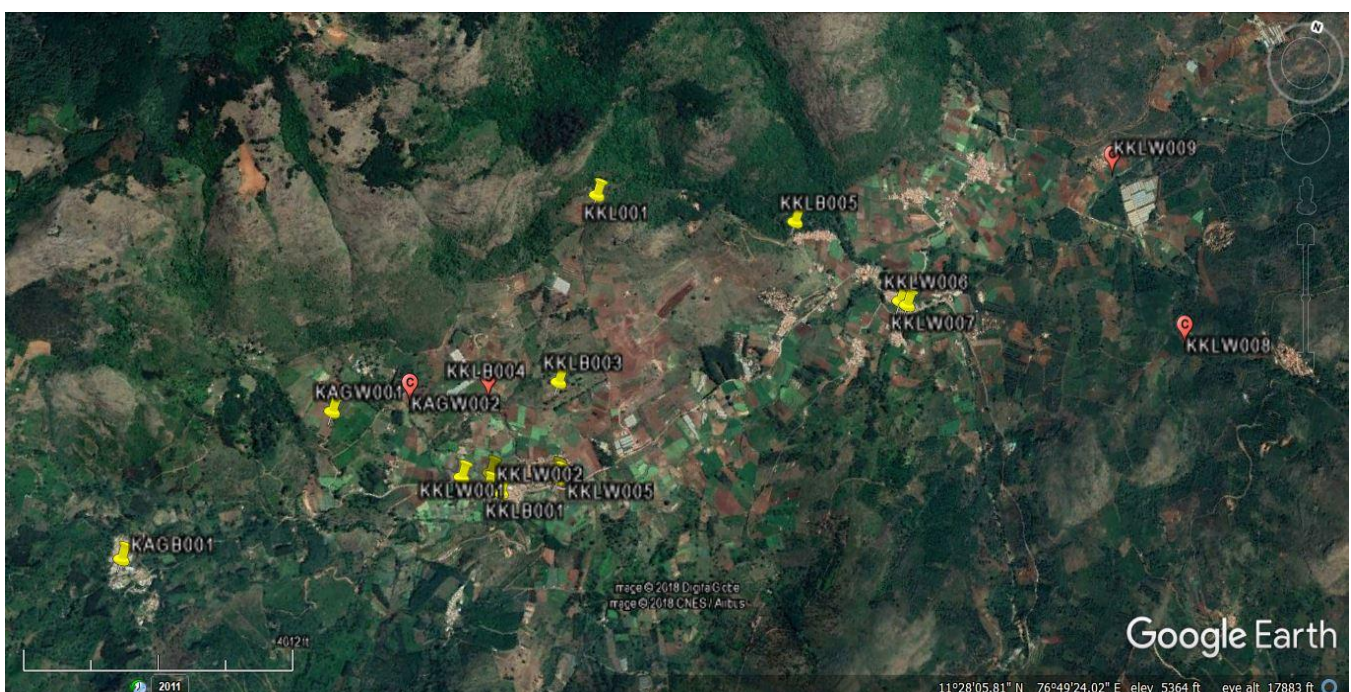 N
KKLW009
KKL001
KKLB005
KKLW006
KKLW007
KKLW008
KKLB003
KKLB004
KAGW001
KAGW002
KKLW002
KKLW001
KKLW005
KKLB001
KAGB001
Image © 2018 DigitalGlobe
Image © 2018 CNES / Airbus
4012 ft
Google Earth
2011
11°28'05.81" N 76°49'24.02" E elev 5364 ft eye alt 17883 ft
C
C
C